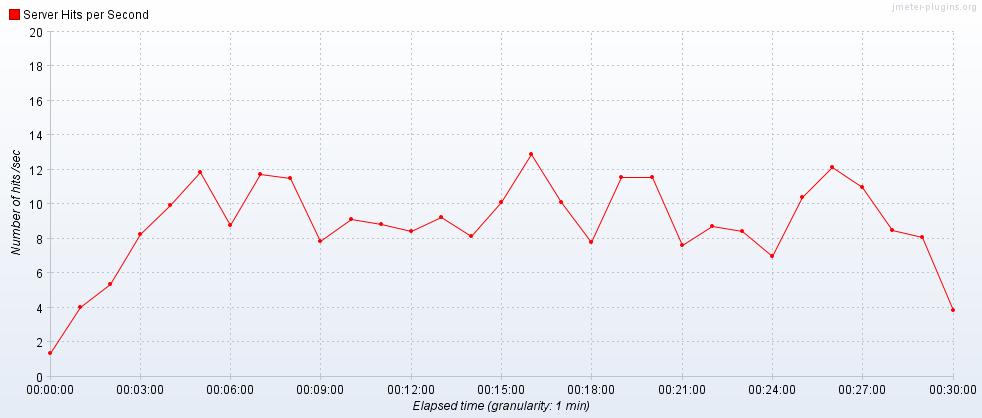 jmeter-plugins.org
Server Hits per Second
20
18
16
14
12
10
8
6
4
2
0
Number of hits /sec
00:00:00 00:03:00 00:06:00 00:09:00 00:12:00 00:15:00 00:18:00 00:21:00 00:24:00 00:27:00 00:30:00
Elapsed time (granularity: 1 min)